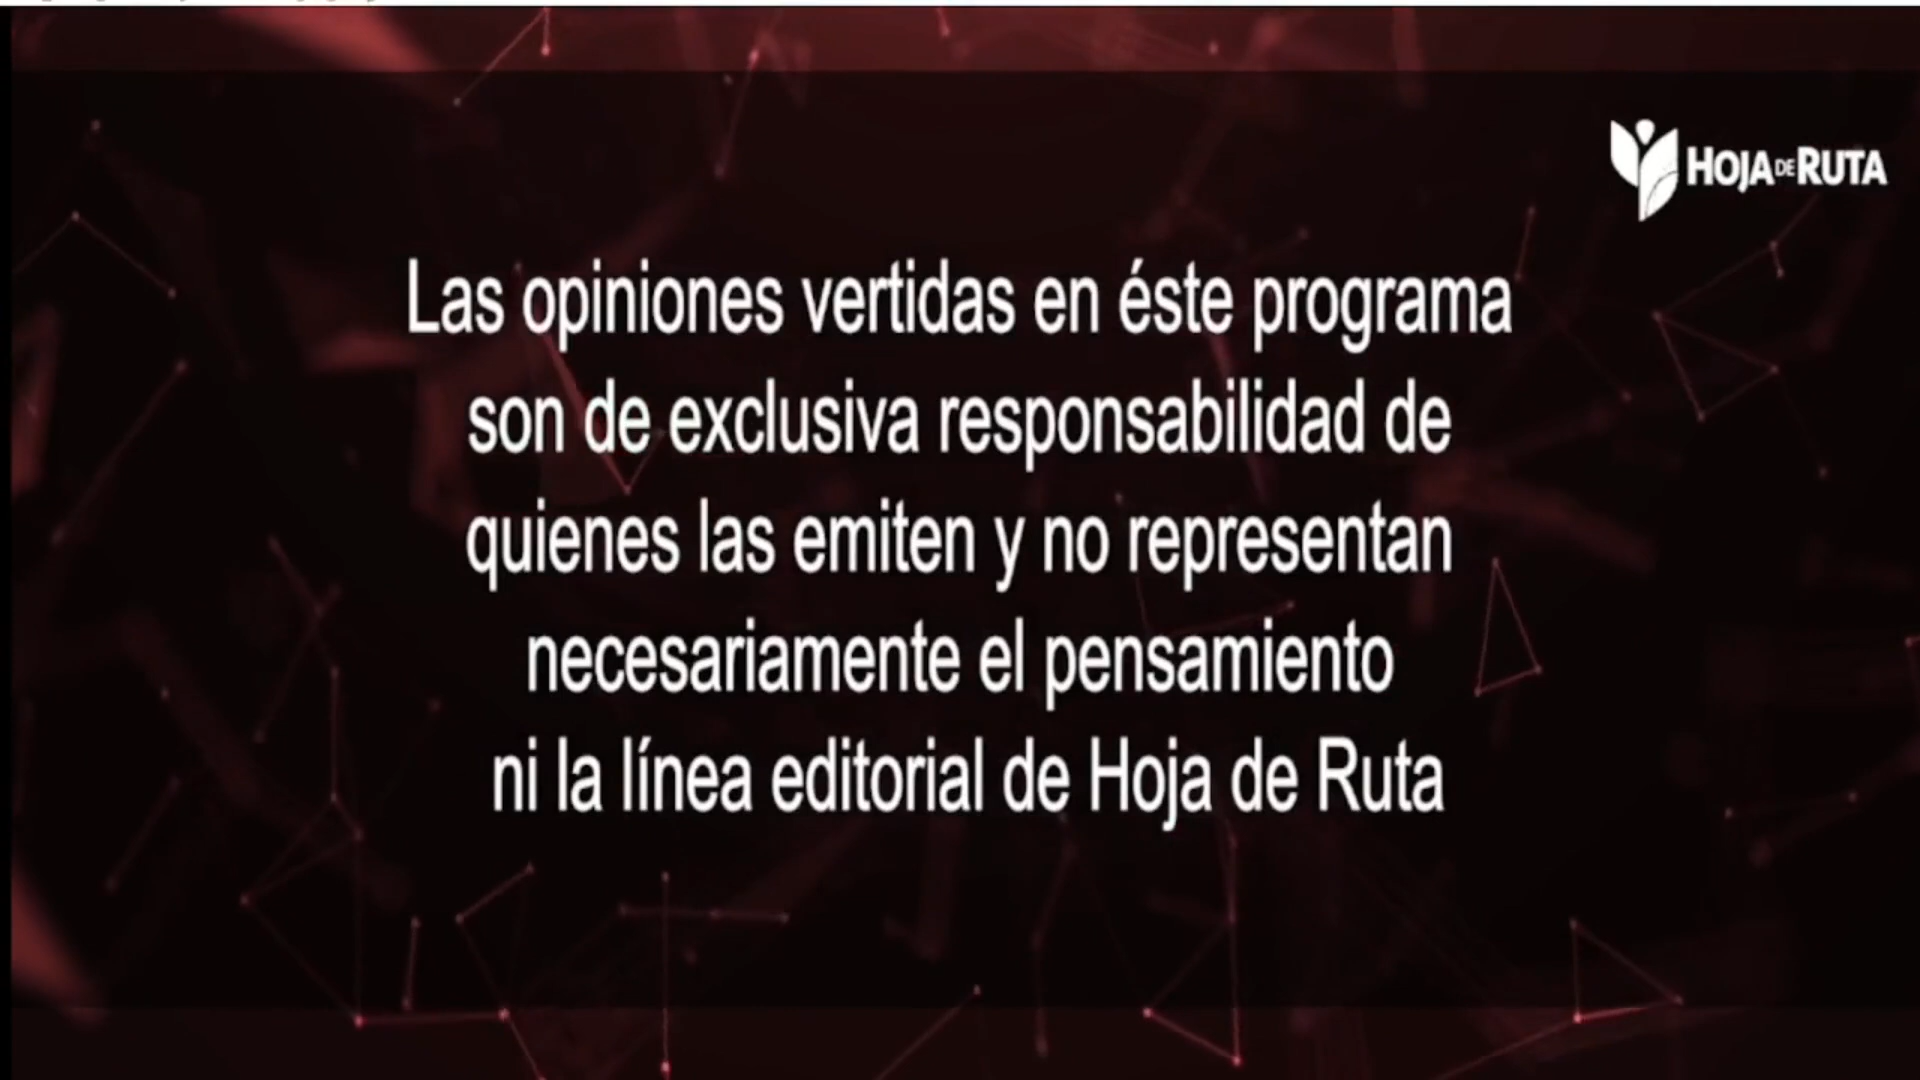 HOJA DE RUTA
Las opiniones vertidas en éste programa
son de exclusiva responsabilidad de
quienes las emiten y no representan
necesariamente el pensamiento
ni la línea editorial de Hoja de Ruta